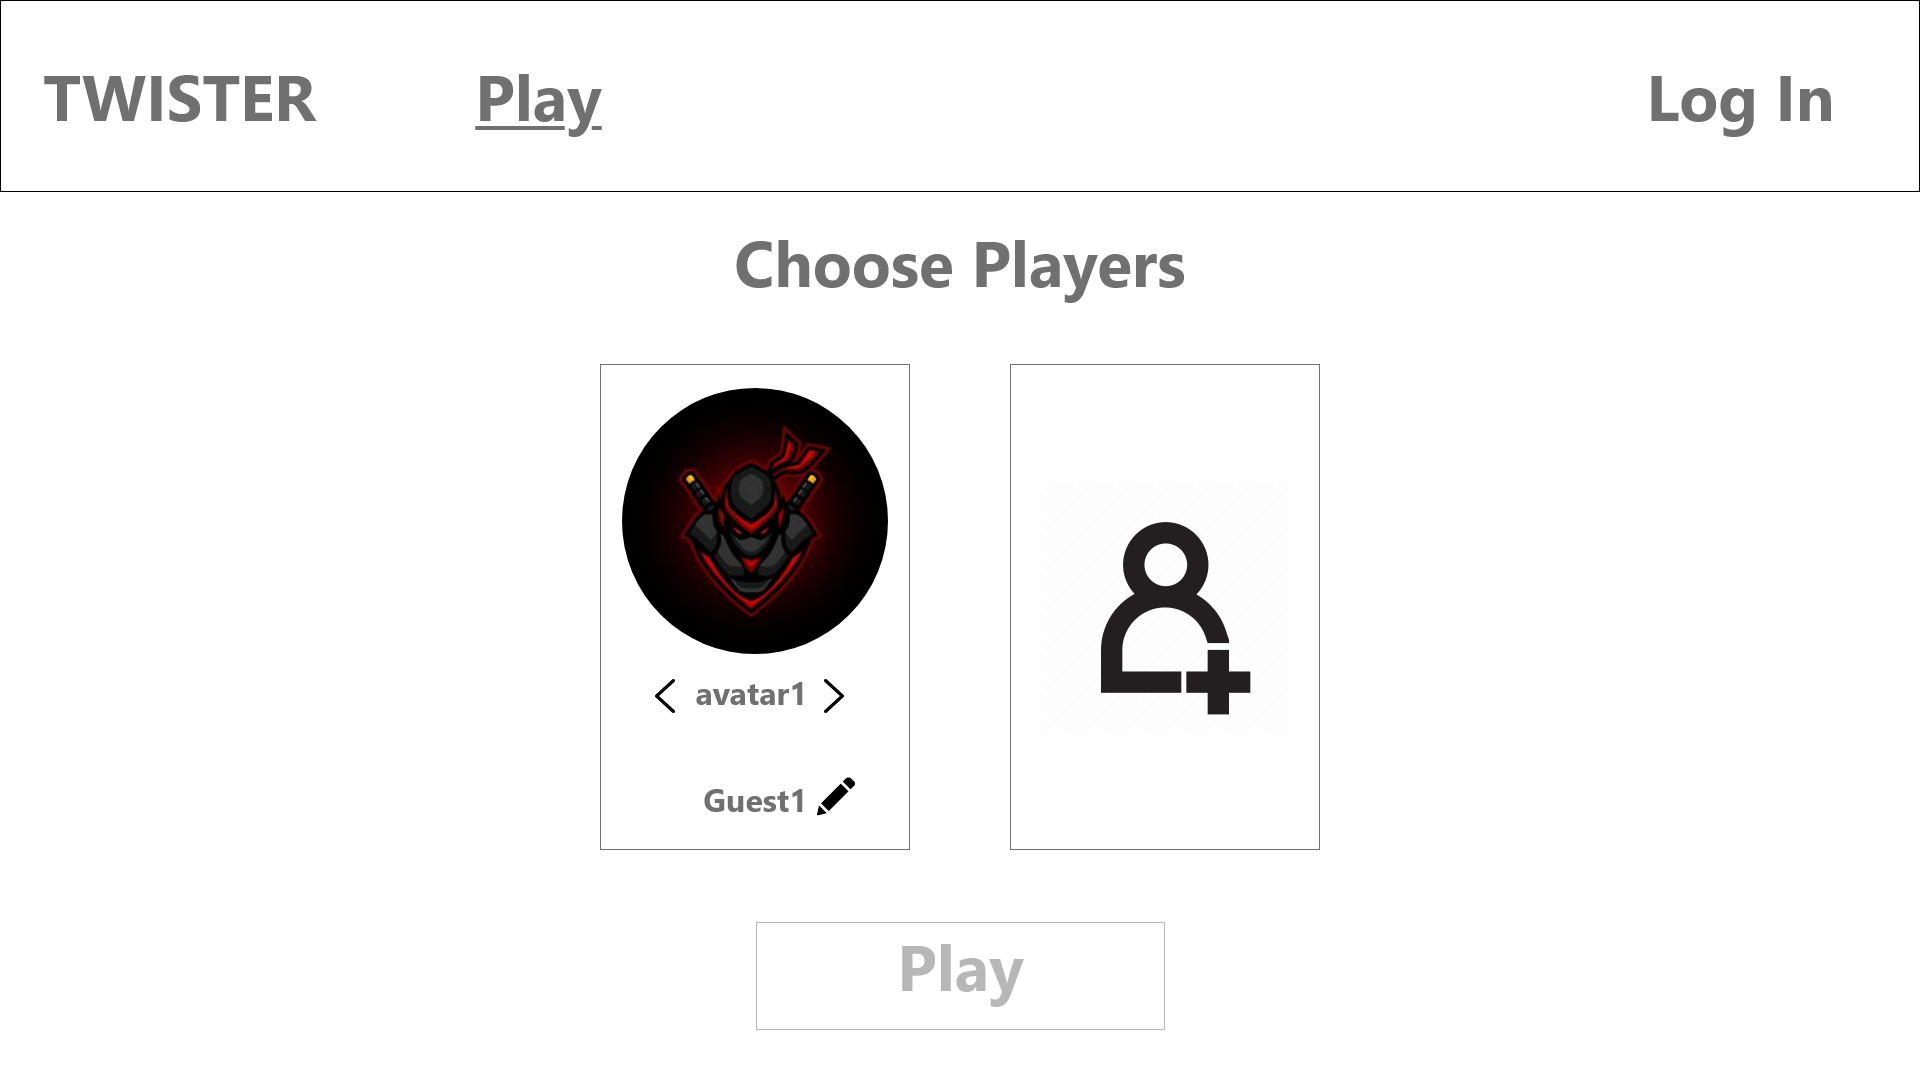 TWISTER Play Log In
Choose Players
avatar1
Guest1
Play